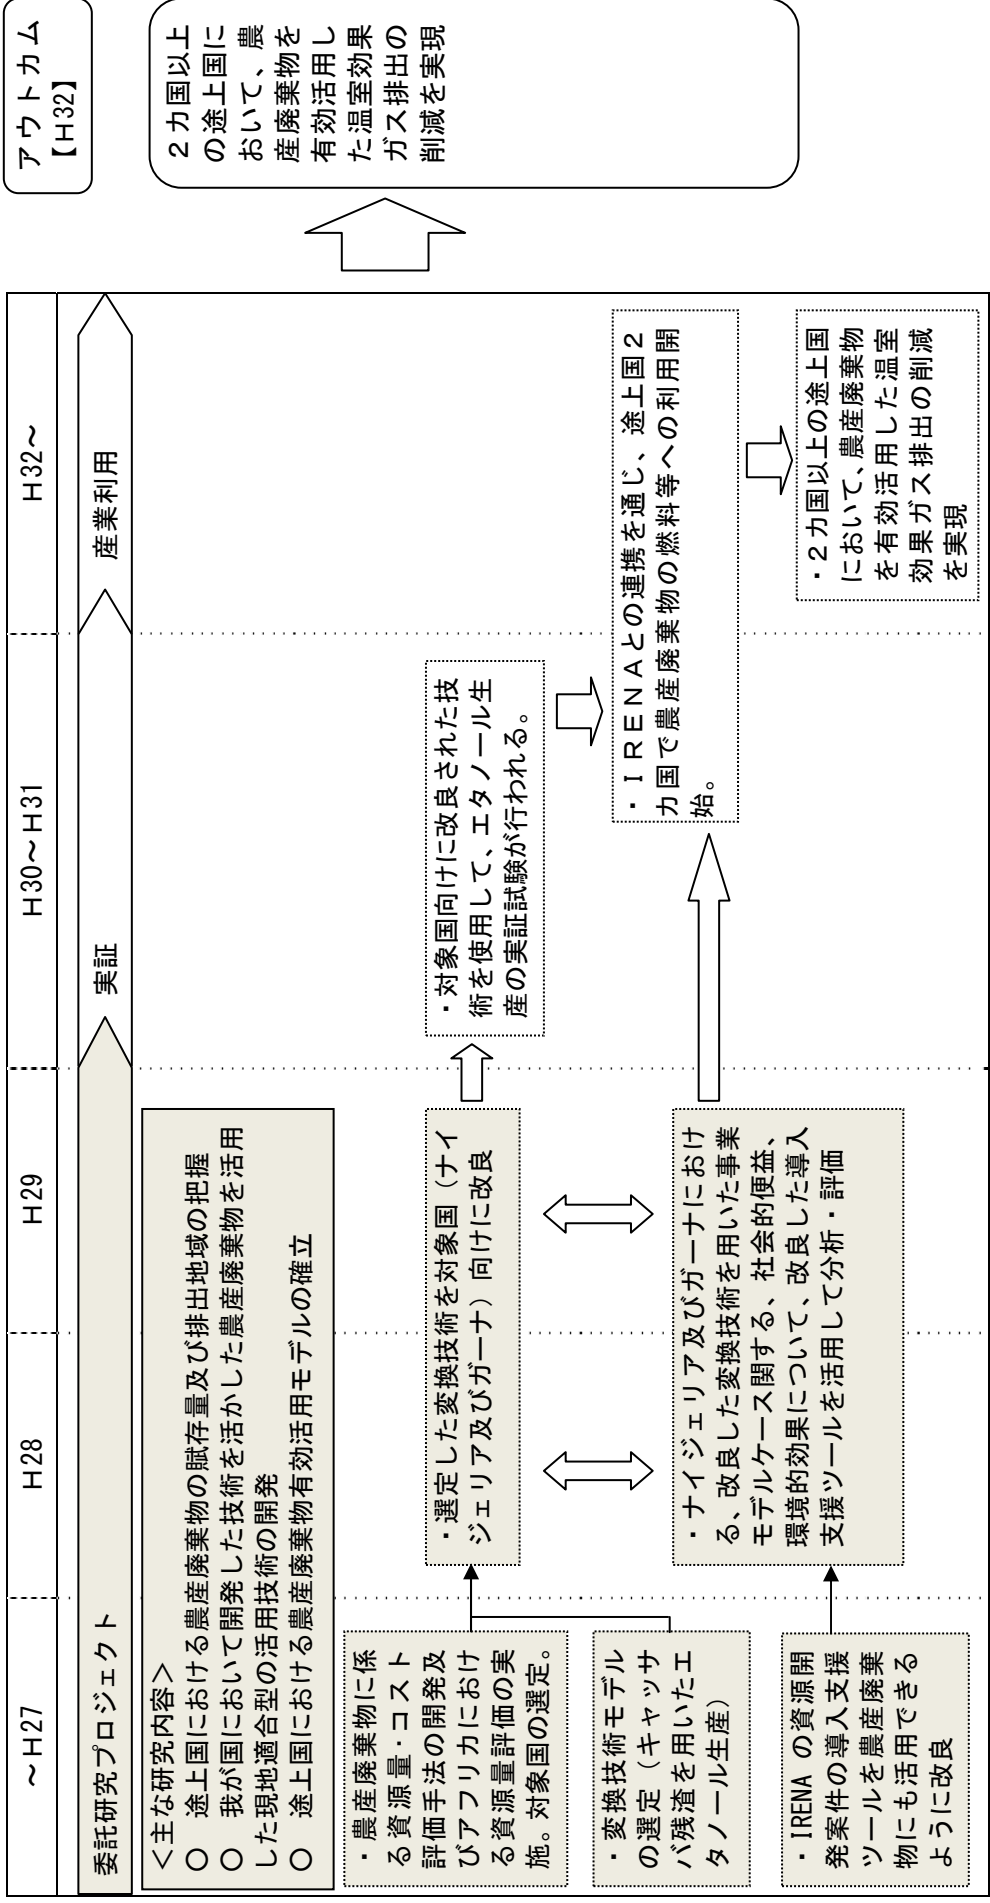 ～H27
H28
H29
H30～H31
H32～
アウトカム
【H32】
委託研究プロジェクト
実証
産業利用
＜主な研究内容＞
○　途上国における農産廃棄物の賦存量及び排出地域の把握
○　我が国において開発した技術を活かした農産廃棄物を活用
した現地適合型の活用技術の開発
○　途上国における農産廃棄物有効活用モデルの確立
・農産廃棄物に係
る資源量・コスト
評価手法の開発及
びアフリカにおけ
る資源量評価の実
施。対象国の選定。
・変換技術モデル
の選定（キャッサ
バ残渣を用いたエ
タノール生産）
・IRENA の資源開
発案件の導入支援
ツールを農産廃棄
物にも活用できる
ように改良
・選定した変換技術を対象国（ナイ
ジェリア及びガーナ）向けに改良
・ナイジェリア及びガーナにおけ
る、改良した変換技術を用いた事業
モデルケース関する、社会的便益、
環境的効果について、改良した導入
支援ツールを活用して分析・評価
・対象国向けに改良された技
術を使用して、エタノール生
産の実証試験が行われる。
・ＩＲＥＮＡとの連携を通じ、途上国２
カ国で農産廃棄物の燃料等への利用開
始。
・２カ国以上の途上国
において、農産廃棄物
を有効活用した温室
効果ガス排出の削減
を実現
２カ国以上
の途上国に
おいて、農
産廃棄物を
有効活用し
た温室効果
ガス排出の
削減を実現